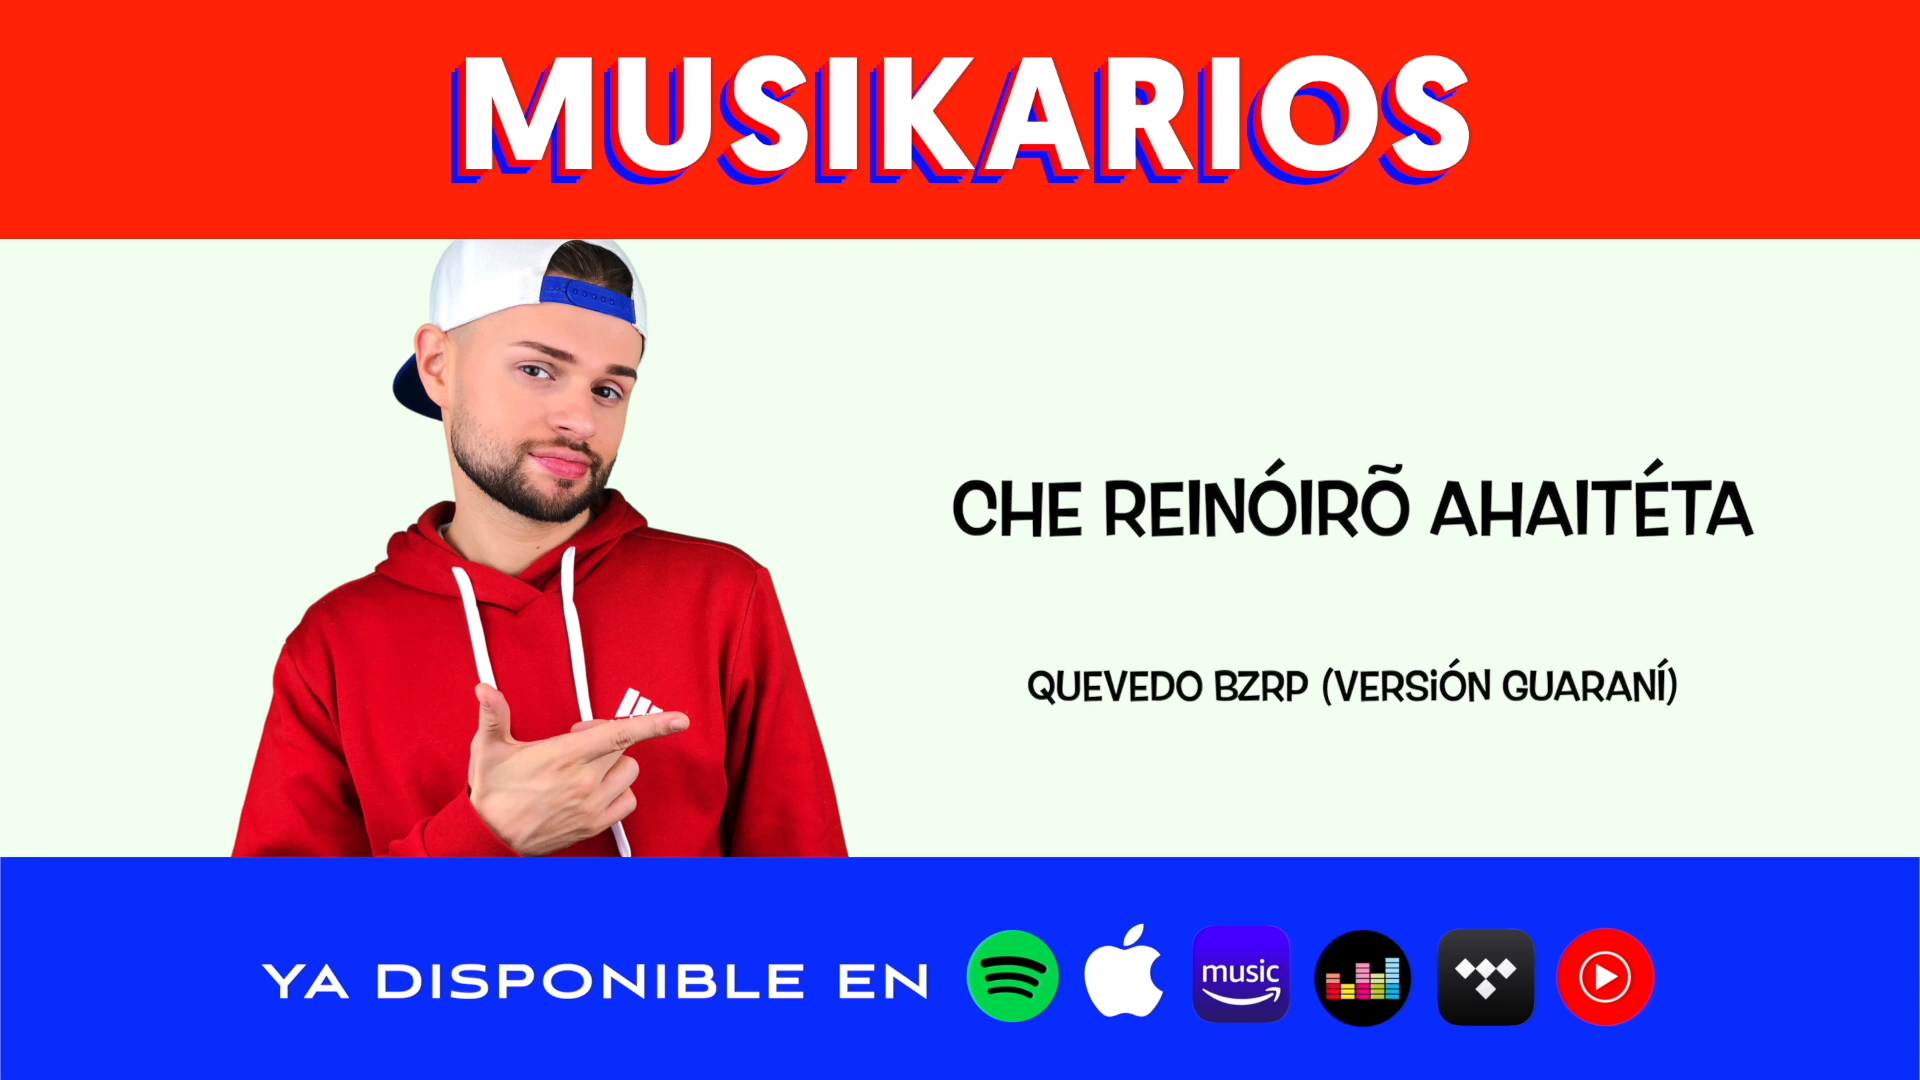 MUSIKARIOS
CHE REINÓIRÕ AHAITÉTA
QUEVEDO BZRP (VERSiÓN GUARANÍ)
YA DISPONIBLE EN
music